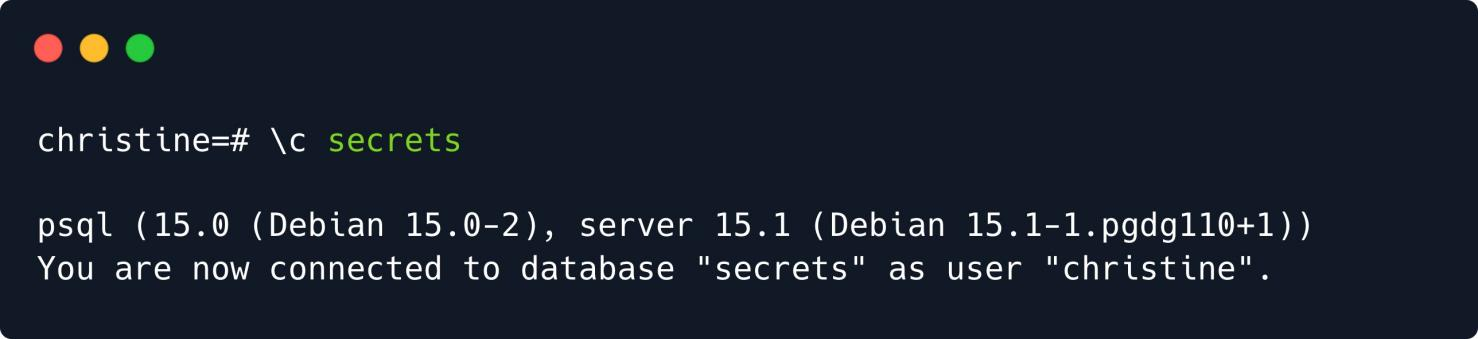 christine=# \c secrets
psql (15.0 (Debian 15.0-2), server 15.1 (Debian 15.1-1.pgdg110+1))
You are now connected to database "secrets" as user "christine".